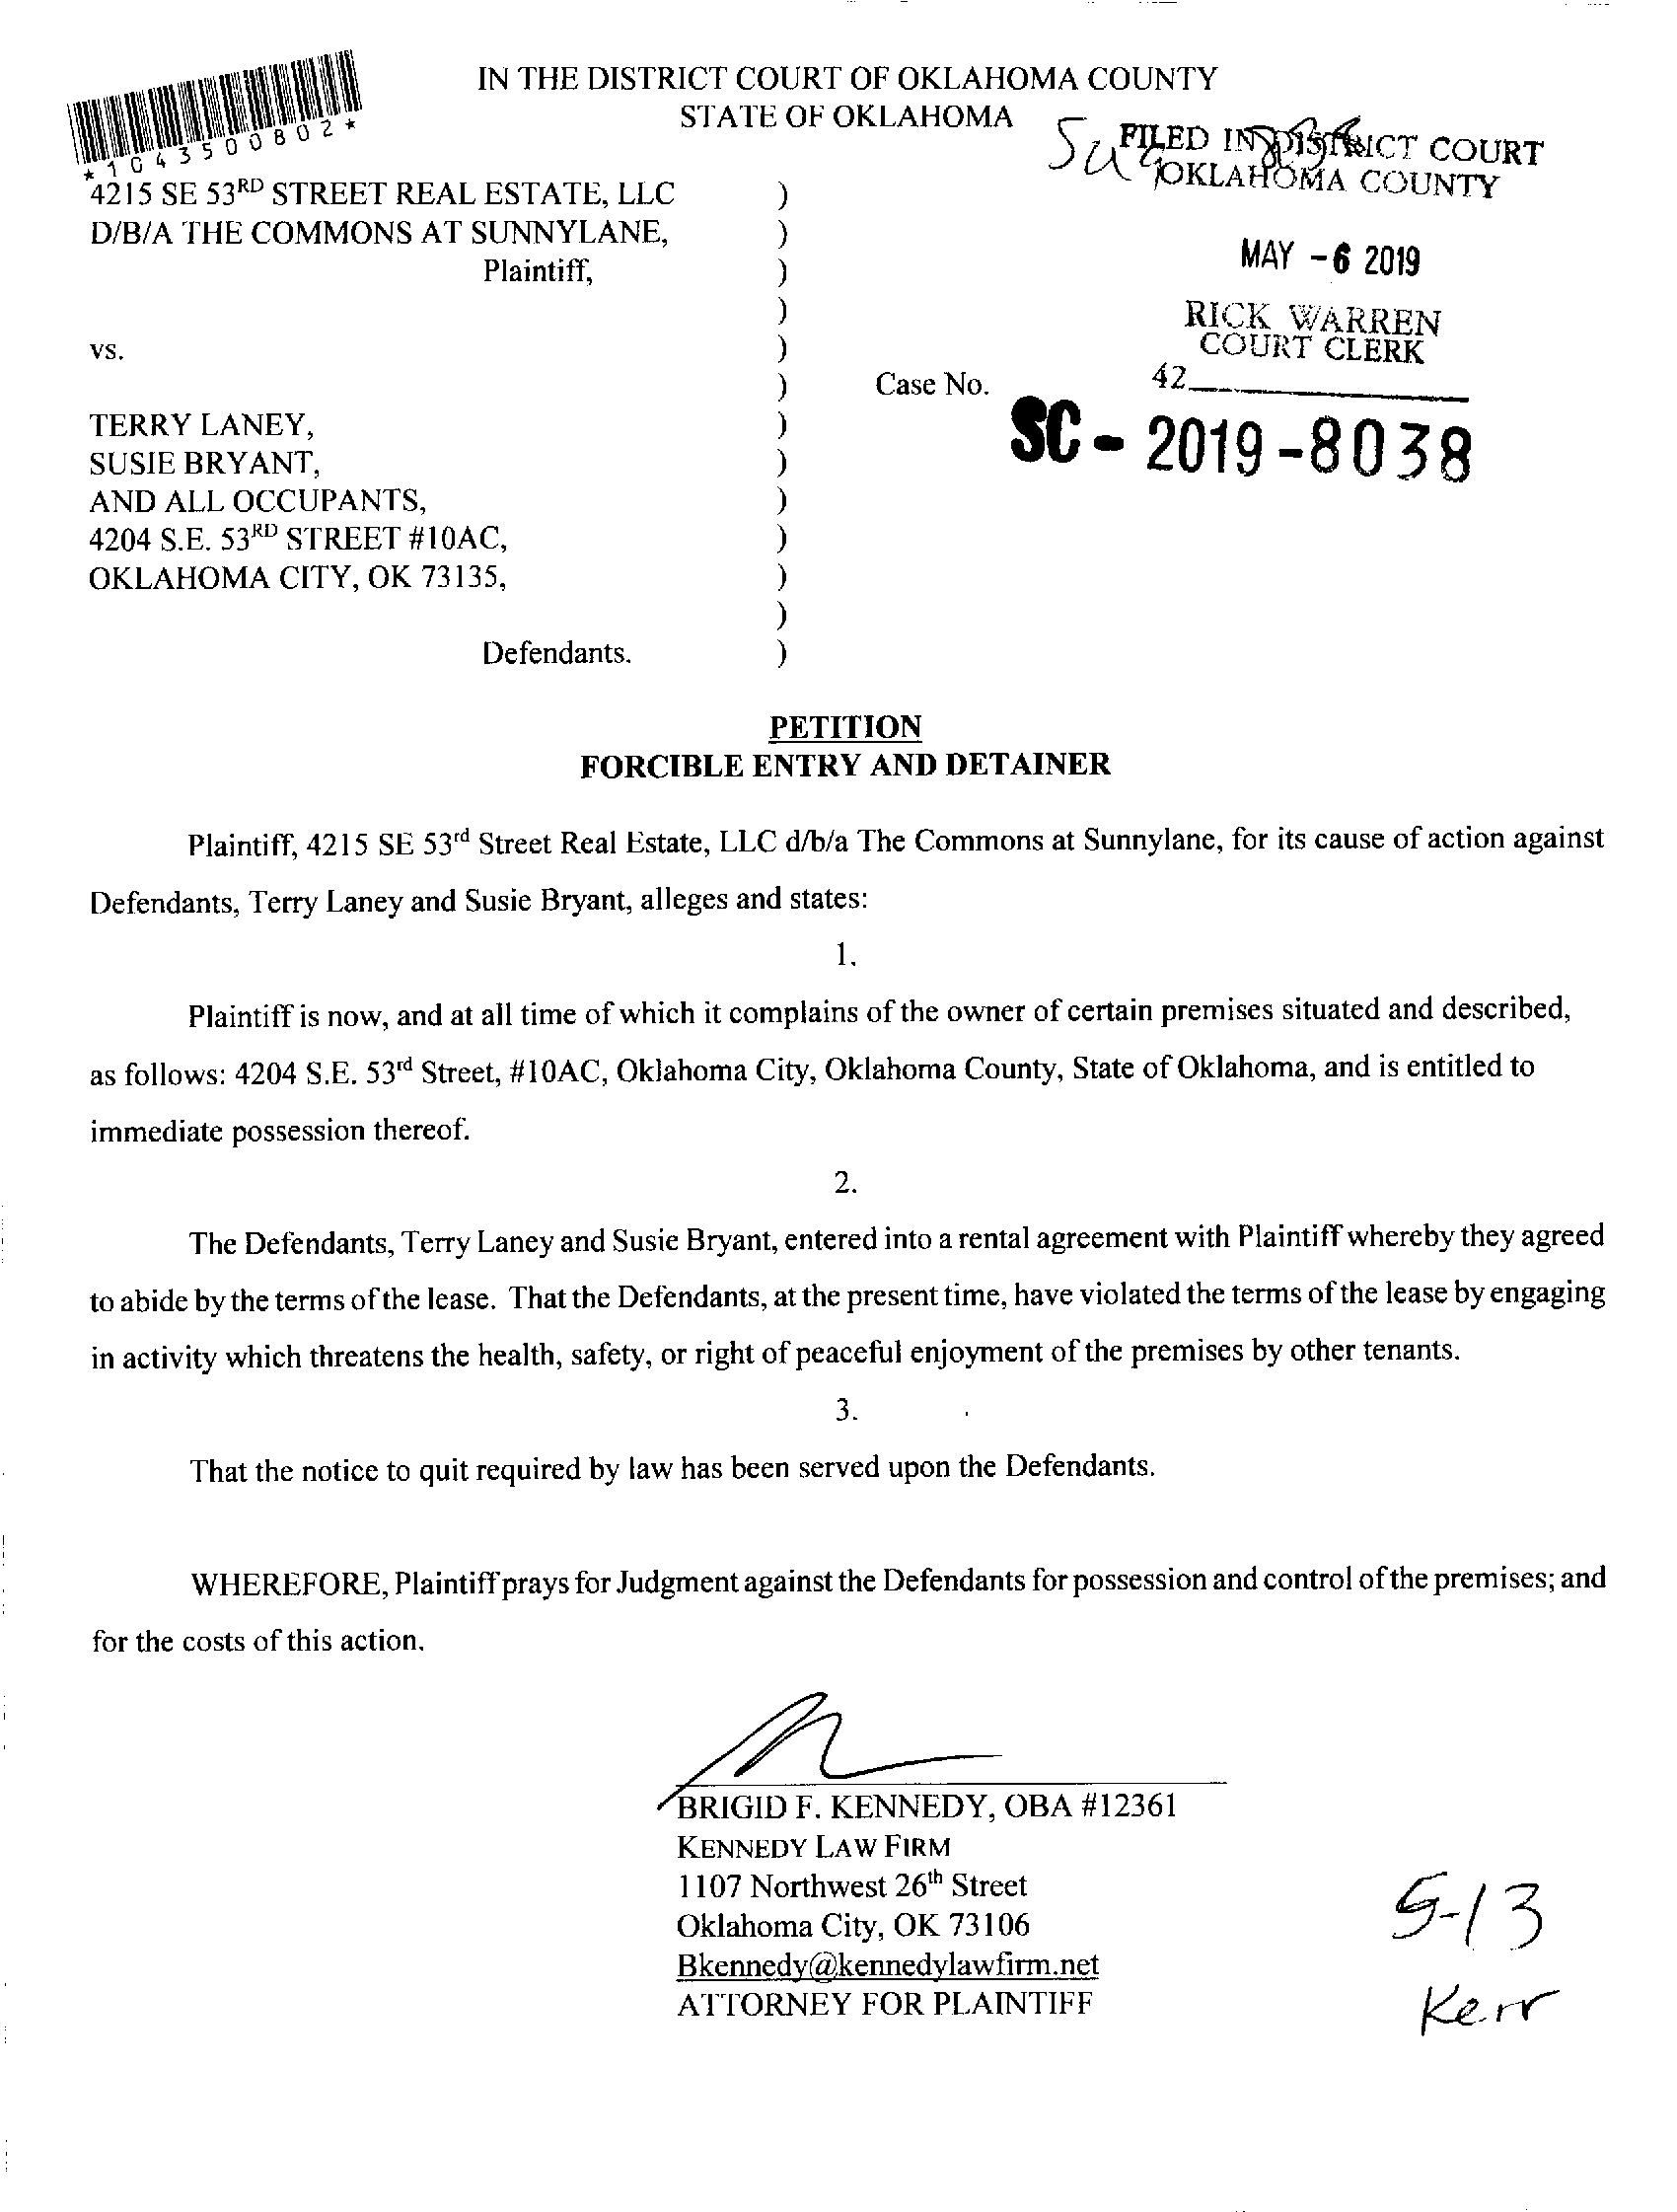 IN THE DISTRICT COURT OF OKLAHOMA COUNTY
STATE OF OKLAHOMA
*1043500802*
FILED IN DISTRICT COURT
OKLAHOMA COUNTY
MAY -6 2019
RICK WARREN
COURT CLERK
42
4215 SE 53RD STREET REAL ESTATE, LLC )
D/B/A THE COMMONS AT SUNNYLANE, )
Plaintiff, )
)
vs. )
) Case No.
SC - 2019 - 8038
TERRY LANEY, )
SUSIE BRYANT, )
AND ALL OCCUPANTS, )
4204 S.E. 53RD STREET #10AC, )
OKLAHOMA CITY, OK 73135, )
)
Defendants. )
PETITION
FORCIBLE ENTRY AND DETAINER
Plaintiff, 4215 SE 53rd Street Real Estate, LLC d/b/a The Commons at Sunnylane, for its cause of action against
Defendants, Terry Laney and Susie Bryant, alleges and states:
1.
Plaintiff is now, and at all time of which it complains of the owner of certain premises situated and described,
as follows: 4204 S.E. 53rd Street, #10AC, Oklahoma City, Oklahoma County, State of Oklahoma, and is entitled to
immediate possession thereof.
2.
The Defendants, Terry Laney and Susie Bryant, entered into a rental agreement with Plaintiff whereby they agreed
to abide by the terms of the lease. That the Defendants, at the present time, have violated the terms of the lease by engaging
in activity which threatens the health, safety, or right of peaceful enjoyment of the premises by other tenants.
3.
That the notice to quit required by law has been served upon the Defendants.
WHEREFORE, Plaintiff prays for Judgment against the Defendants for possession and control of the premises; and
for the costs of this action.
BRIGID F. KENNEDY, OBA #12361
KENNEDY LAW FIRM
1107 Northwest 26th Street
Oklahoma City, OK 73106
Bkennedy@kennedylawfirm.net
ATTORNEY FOR PLAINTIFF
5-13
Kerr